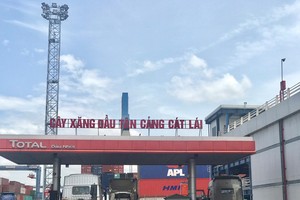 CÂY XĂNG DẦU TÂN CẢNG CÁT LÁI
TOTAL
APL